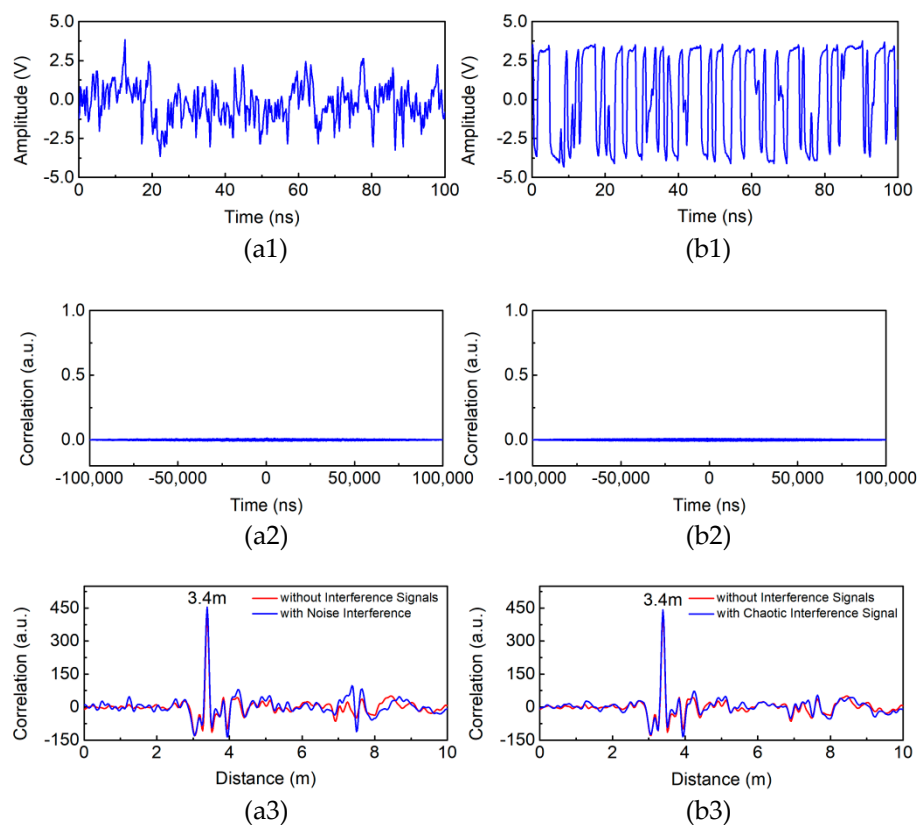 Amplitude (V)
5.0
2.5
0.0
-2.5
-5.0
0 20 40 60 80 100
Time (ns)
(a1)
Amplitude (V)
5.0
2.5
0.0
-2.5
-5.0
0 20 40 60 80 100
Time (ns)
(b1)
Correlation (a.u.)
1.0
0.5
0.0
-100,000 -50,000 0 50,000 100,000
Time (ns)
(a2)
Correlation (a.u.)
1.0
0.5
0.0
-100,000 -50,000 0 50,000 100,000
Time (ns)
(b2)
Correlation (a.u.)
450
300
150
0
-150
3.4m
without Interference Signals
with Noise Interference
0 2 4 6 8 10
Distance (m)
(a3)
Correlation (a.u.)
450
300
150
0
-150
3.4m
without Interference Signals
with Chaotic Interference Signal
0 2 4 6 8 10
Distance (m)
(b3)